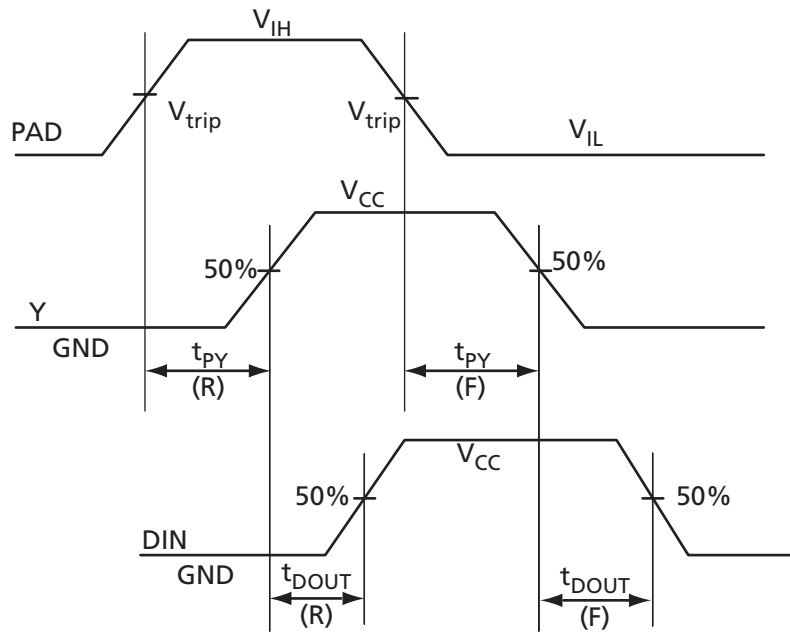 V_IH
V_trip
V_trip
PAD
V_IL
V_CC
50%
50%
Y
GND
t_PY
(R)
t_PY
(F)
V_CC
50%
50%
DIN
GND
t_DOUT
(R)
t_DOUT
(F)